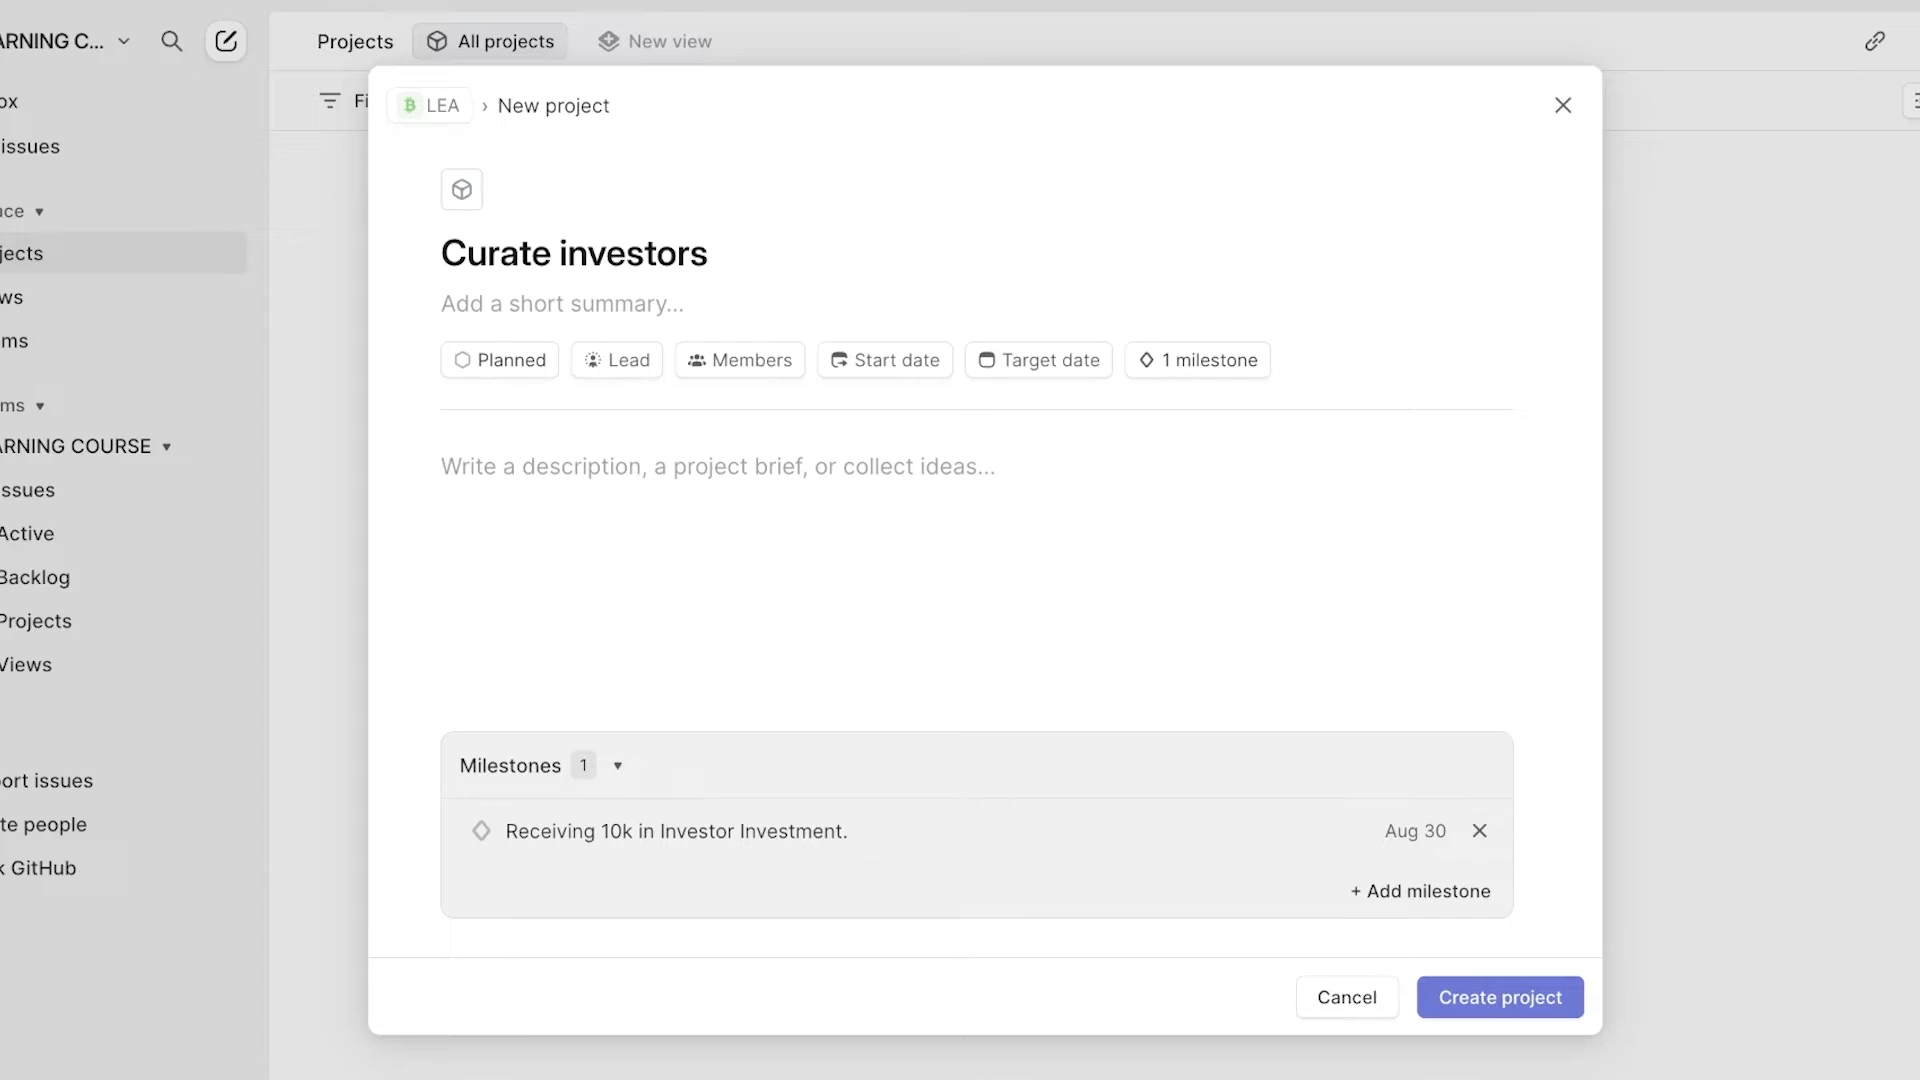 ARNING C...
Projects
All projects
New view
ox
issues
ace
jects
ws
ms
ms
ARNING COURSE
ssues
Active
Backlog
Projects
Views
ort issues
te people
k GitHub
Fi
LEA › New project
Curate investors
Add a short summary...
Planned
Lead
Members
Start date
Target date
1 milestone
Write a description, a project brief, or collect ideas...
Milestones 1
Receiving 10k in Investor Investment.
Aug 30
+ Add milestone
Cancel
Create project